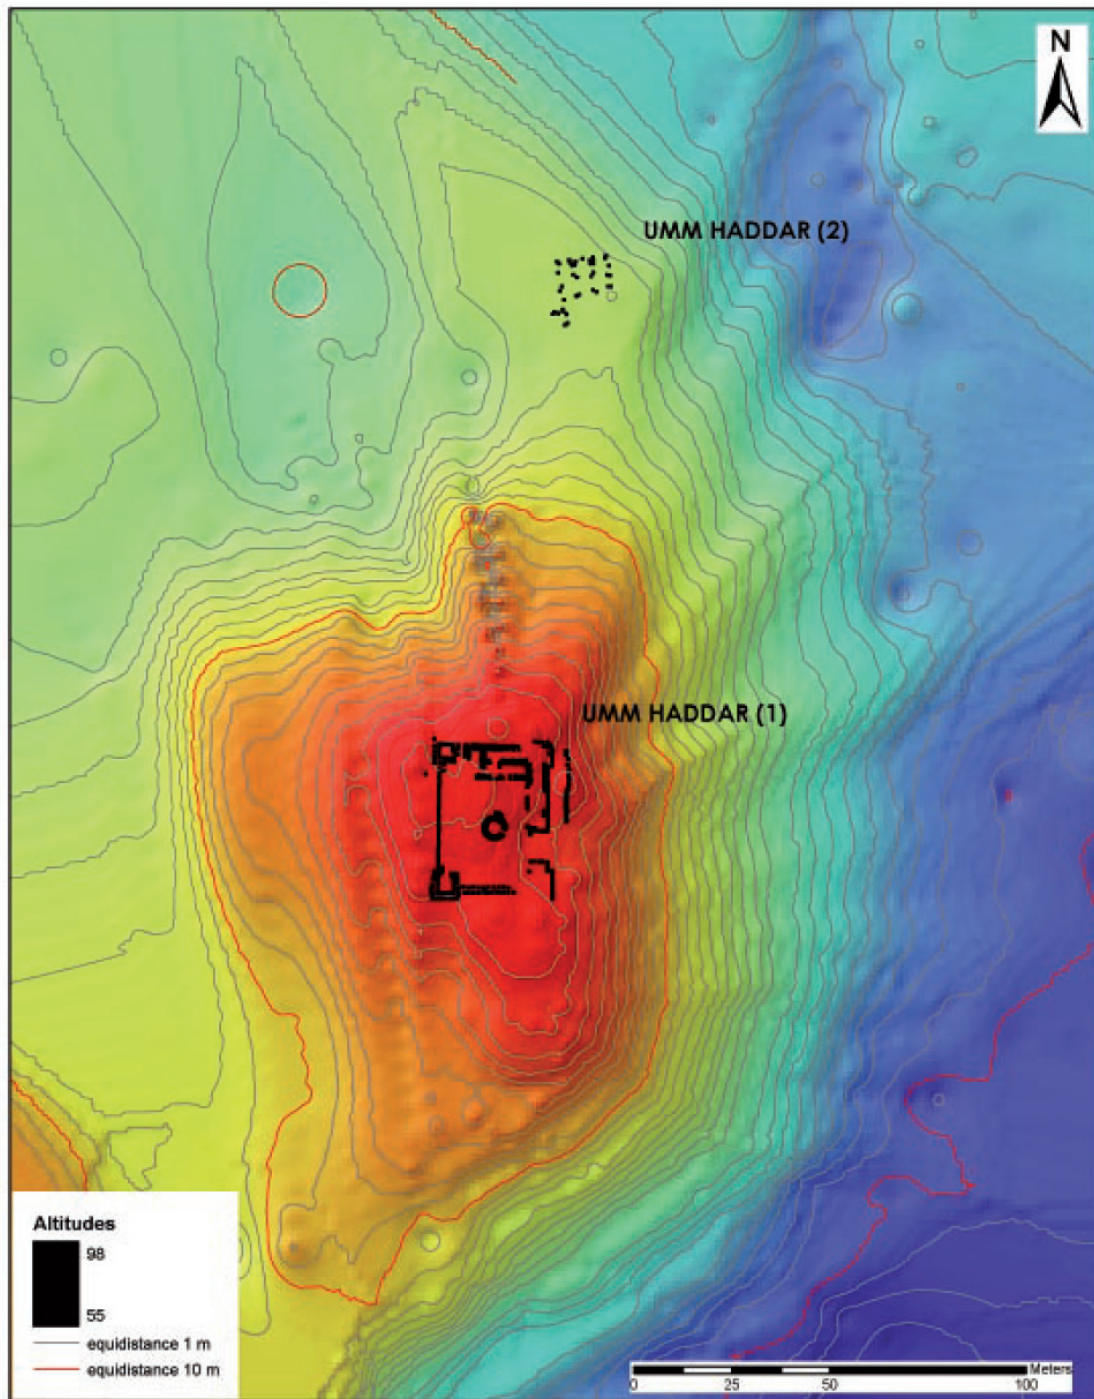 N
UMM HADDAR (2)
UMM HADDAR (1)
Altitudes
98
55
equidistance 1 m
equidistance 10 m
Meters
0 25 50 100